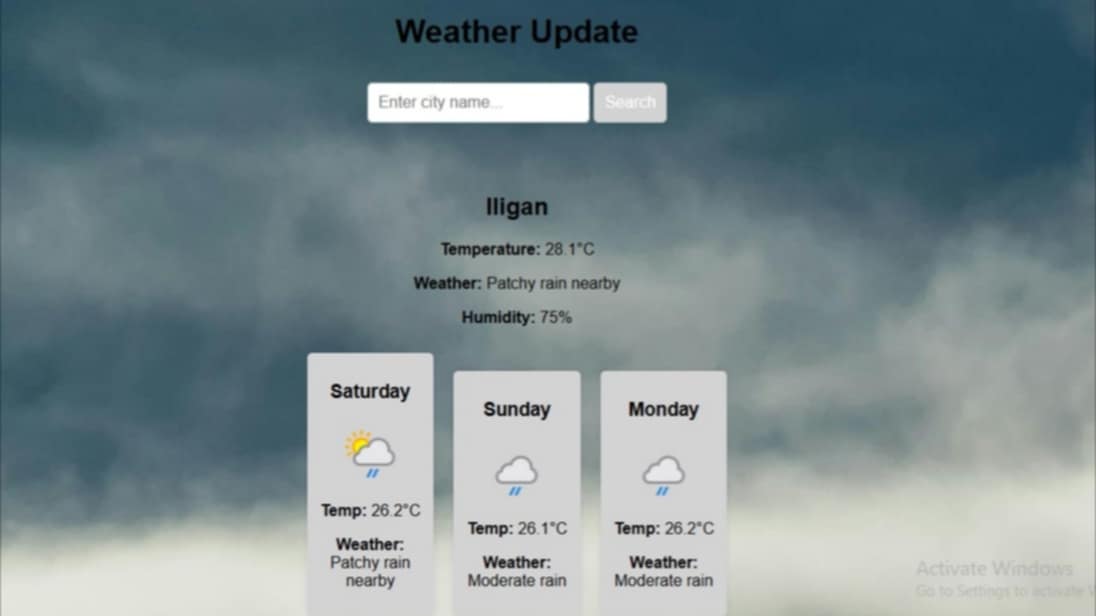 Weather Update
Enter city name...
Search
Iligan
Temperature: 28.1°C
Weather: Patchy rain nearby
Humidity: 75%
Saturday
Temp: 26.2°C
Weather:
Patchy rain
nearby
Sunday
Temp: 26.1°C
Weather:
Moderate rain
Monday
Temp: 26.2°C
Weather:
Moderate rain
Activate Windows
Go to Settings to activate W